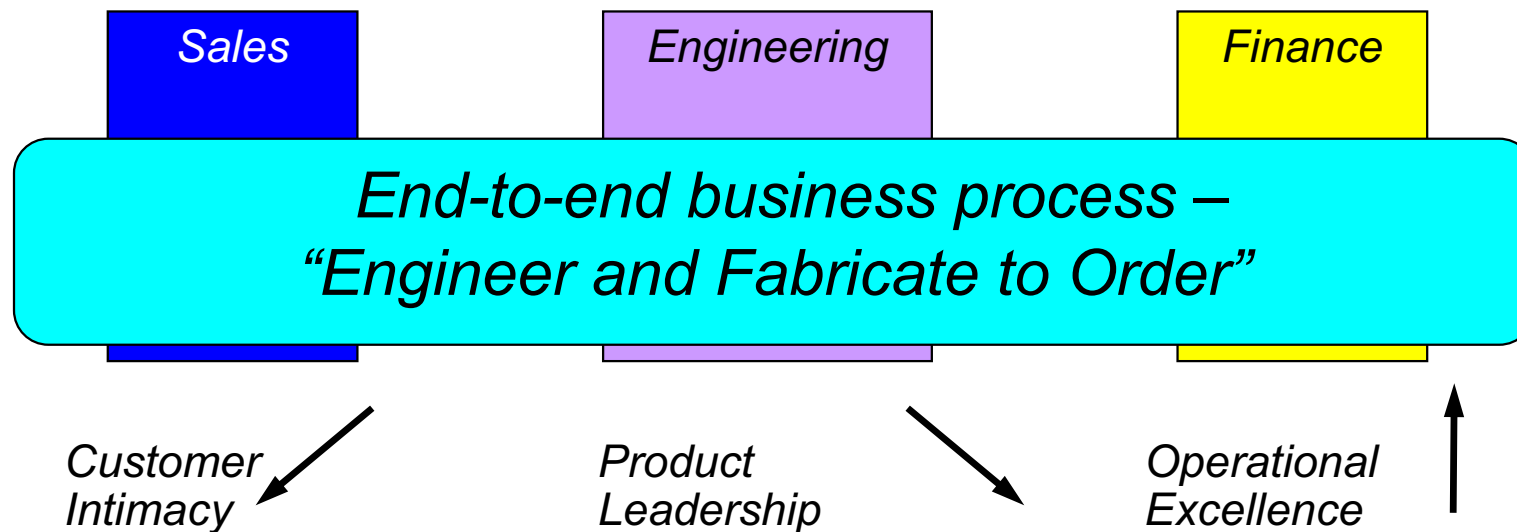 Sales
Engineering
Finance
End-to-end business process –
“Engineer and Fabricate to Order”
Customer
Intimacy
Product
Leadership
Operational
Excellence